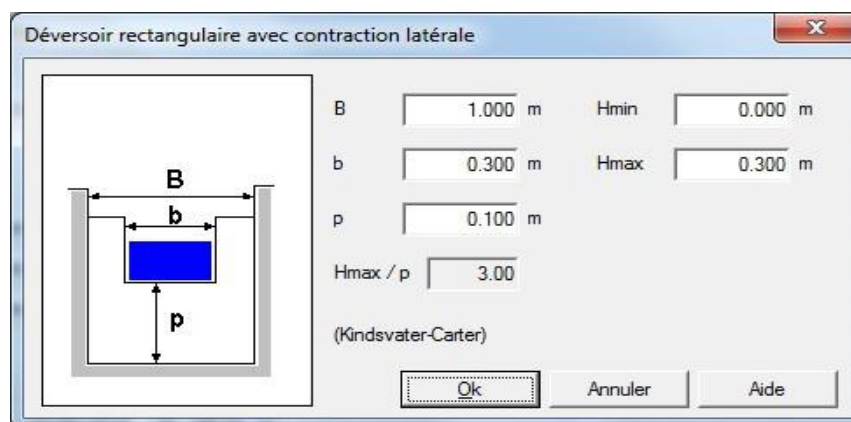 Déversoir rectangulaire avec contraction latérale
B
b
p
B 1.000 m Hmin 0.000 m
b 0.300 m Hmax 0.300 m
p 0.100 m
Hmax / p 3.00
(Kindsvater-Carter)
Ok Annuler Aide